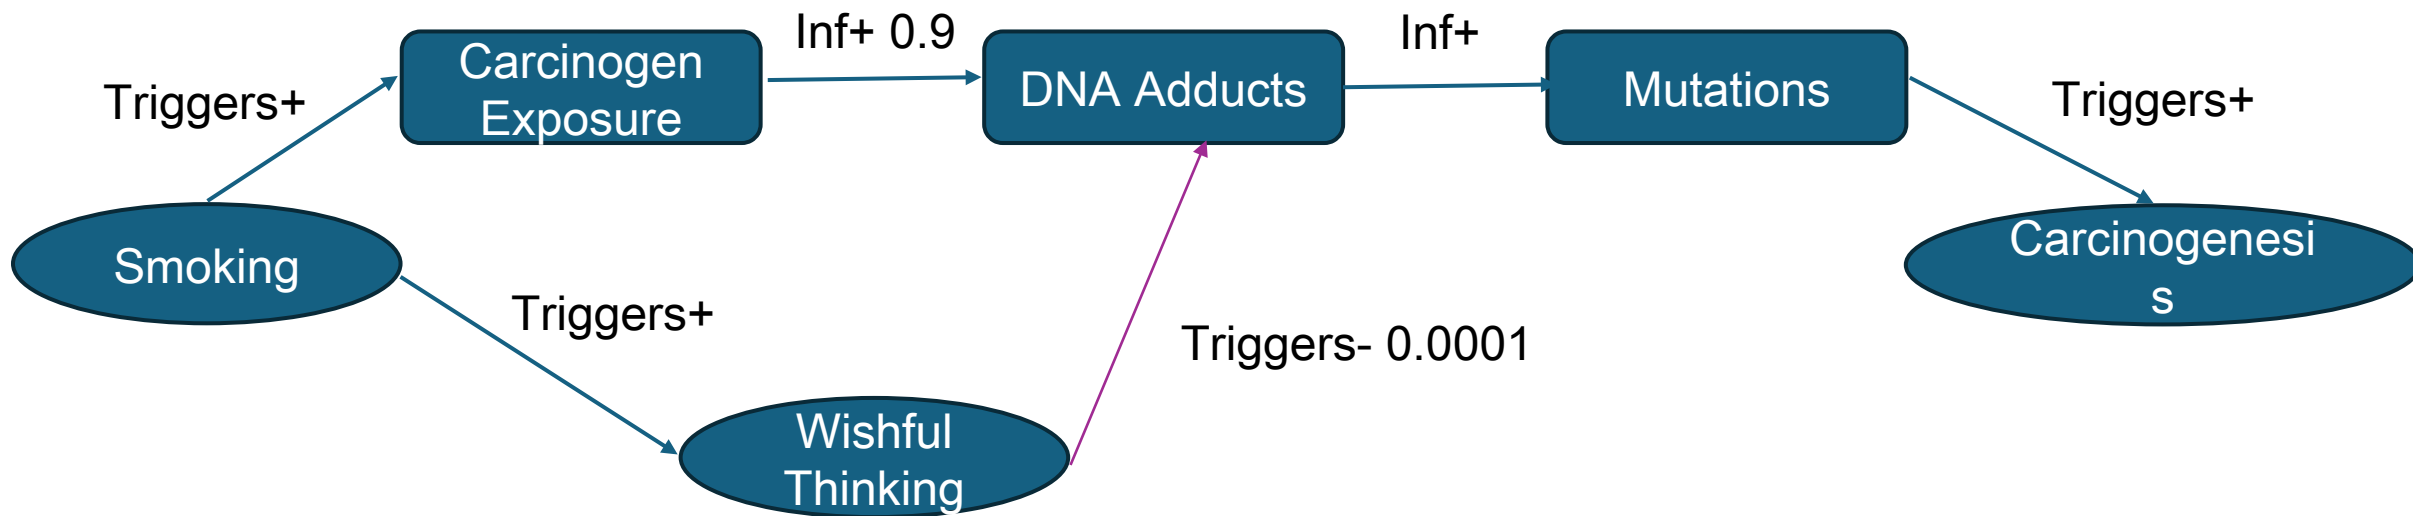 Inf+ 0.9
Inf+
Carcinogen
Exposure
DNA Adducts
Mutations
Triggers+
Triggers+
Smoking
Carcinogenesi
s
Triggers+
Triggers- 0.0001
Wishful
Thinking